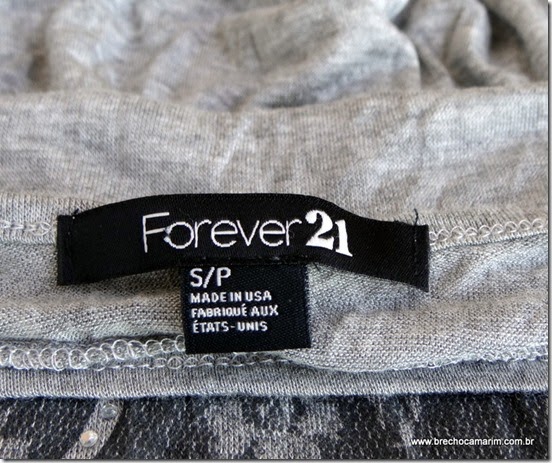 Forever 21
S/P
MADE IN USA
FABRIQUÉ AUX
ÉTATS-UNIS
www.brechocamarim.com.br